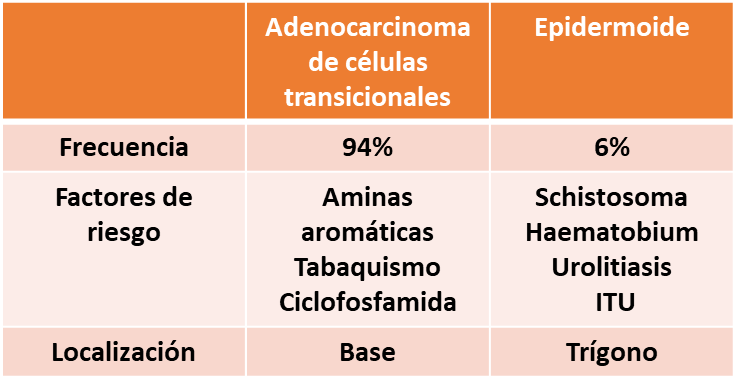 Adenocarcinoma
de células
transicionales
Epidermoide
Frecuencia
94%
6%
Factores de
riesgo
Aminas
aromáticas
Tabaquismo
Ciclofosfamida
Schistosoma
Haematobium
Urolitiasis
ITU
Localización
Base
Trígono